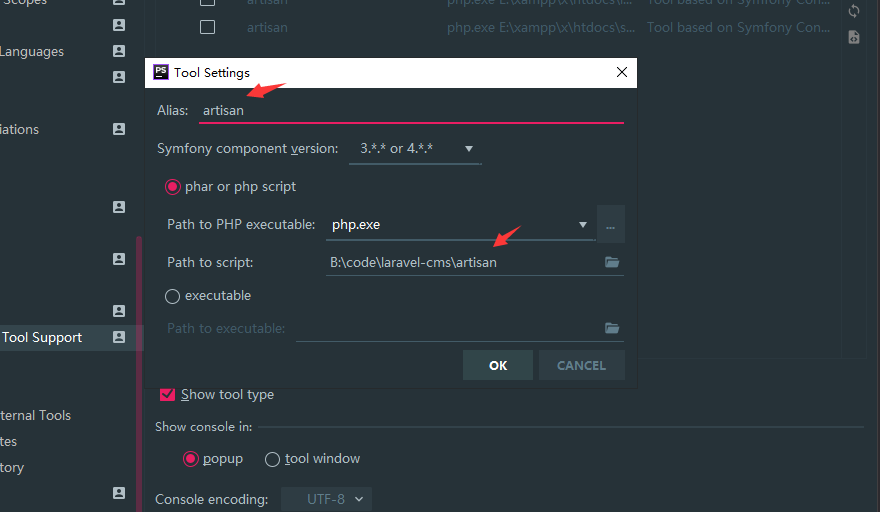 artisan php.exe E:\xampp\x\htdocs\s... Tool based on Symfony Con...
artisan php.exe E:\xampp\x\htdocs\s... Tool based on Symfony Con...
Scopes
Languages
iations
Tool Support
ternal Tools
tes
tory
PS Tool Settings
Alias: artisan
Symfony component version: 3.*.* or 4.*.*
phar or php script
Path to PHP executable: php.exe ...
Path to script: B:\code\laravel-cms\artisan
executable
Path to executable:
OK CANCEL
Show tool type
Show console in:
popup tool window
Console encoding: UTF-8